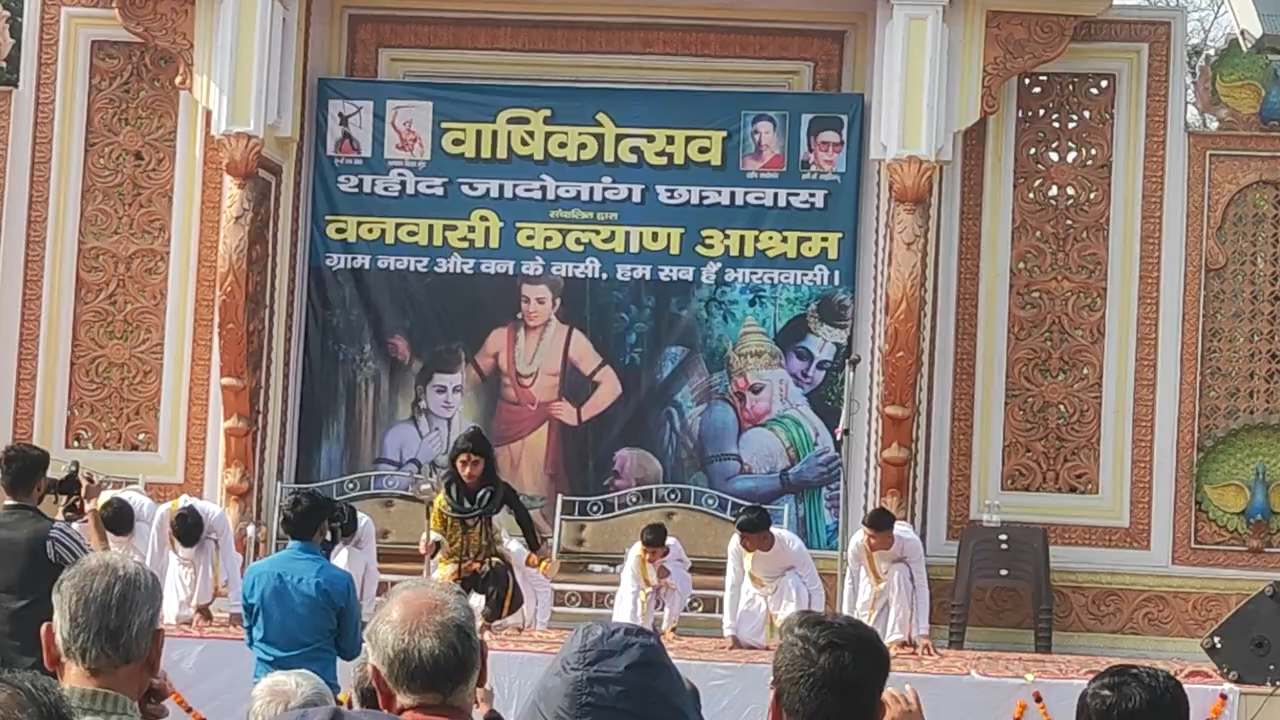 वार्षिकोत्सव
शहीद जादोनांग छात्रावास
संचालित द्वारा
वनवासी कल्याण आश्रम
ग्राम नगर और वन के वासी, हम सब हैं भारतवासी।